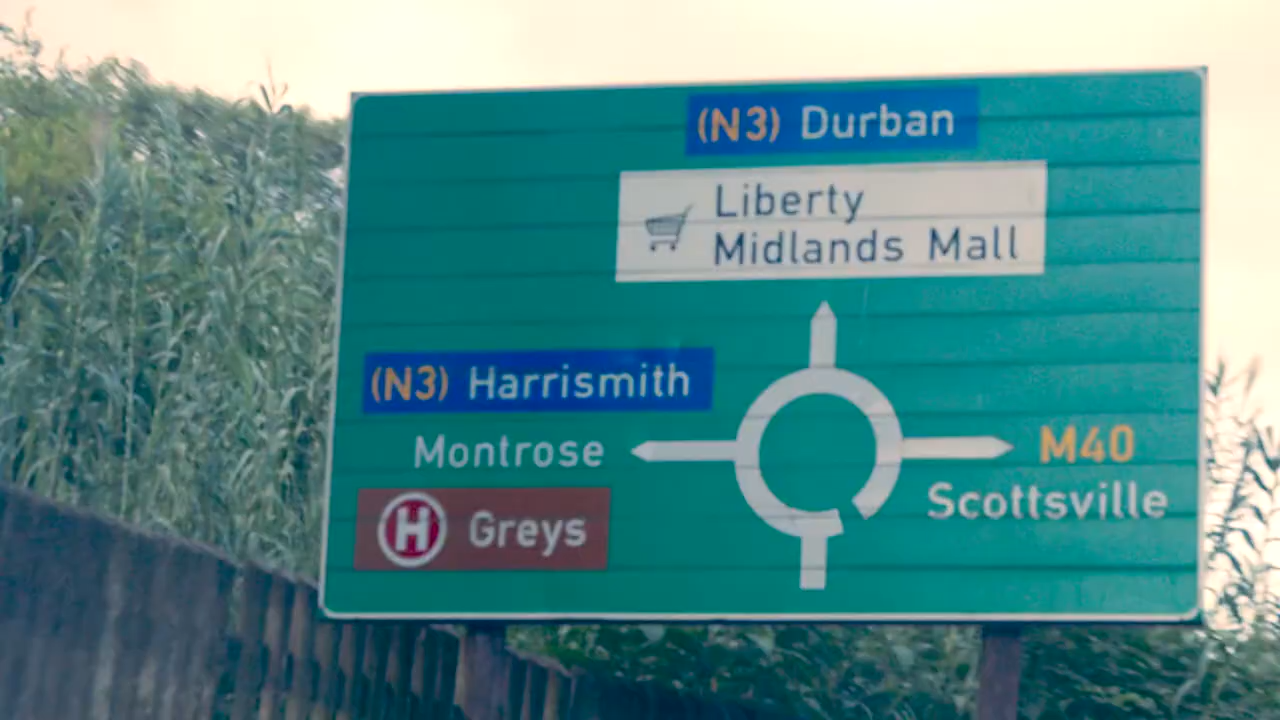 (N3) Durban
Liberty
Midlands Mall
(N3) Harrismith
Montrose
H Greys
M40
Scottsville